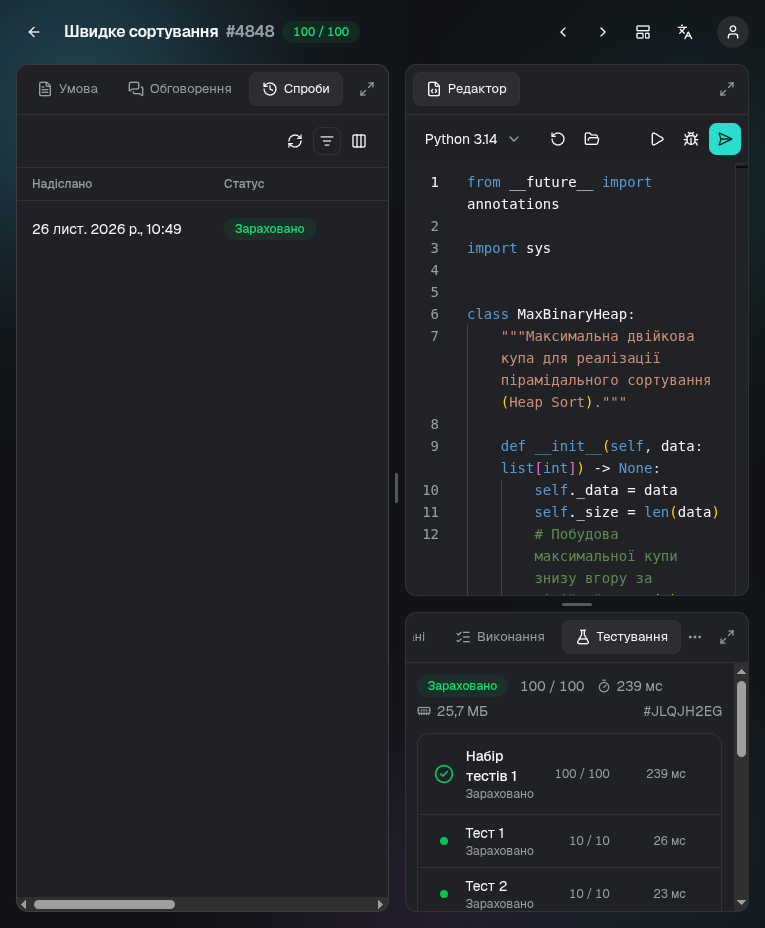 Швидке сортування #4848 100 / 100
Умова Обговорення Спроби
Надіслано Статус
26 лист. 2026 р., 10:49 Зараховано
Редактор
Python 3.14
1 from __future__ import
annotations
2
3 import sys
4
5
6 class MaxBinaryHeap:
7 """Максимальна двійкова
купа для реалізації
пірамідального сортування
(Heap Sort)."""
8
9 def __init__(self, data:
list[int]) -> None:
10 self._data = data
11 self._size = len(data)
12 # Побудова
максимальної купи
знизу вгору за
Виконання Тестування
Зараховано 100 / 100 239 мс
25,7 МБ #JLQJH2EG
Набір
тестів 1
Зараховано
100 / 100 239 мс
Тест 1
Зараховано
10 / 10 26 мс
Тест 2
Зараховано
10 / 10 23 мс